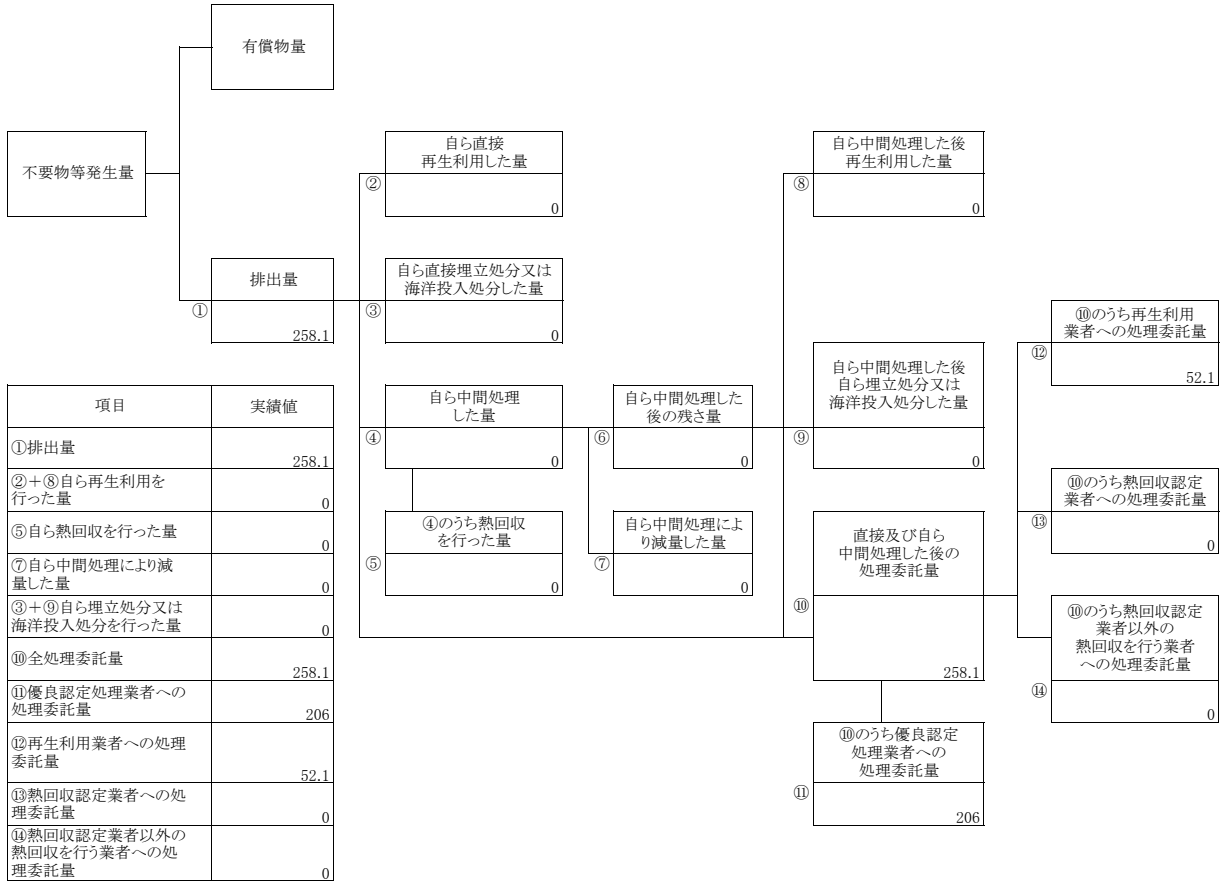 有償物量
不要物等発生量
自ら直接
再生利用した量
②
0
自ら中間処理した後
再生利用した量
⑧
0
排出量
①
258.1
自ら直接埋立処分又は
海洋投入処分した量
③
0
⑩のうち再生利用
業者への処理委託量
⑫
52.1
自ら中間処理
した量
④
0
自ら中間処理した
後の残さ量
⑥
0
自ら中間処理した後
自ら埋立処分又は
海洋投入処分した量
⑨
0
⑩のうち熱回収認定
業者への処理委託量
⑬
0
④のうち熱回収
を行った量
⑤
0
自ら中間処理によ
り減量した量
⑦
0
直接及び自ら
中間処理した後の
処理委託量
⑩
258.1
⑩のうち熱回収認定
業者以外の
熱回収を行う業者
への処理委託量
⑭
0
⑩のうち優良認定
処理業者への
処理委託量
⑪
206
項目 実績値
①排出量
258.1
②+⑧自ら再生利用を
行った量
0
⑤自ら熱回収を行った量
0
⑦自ら中間処理により減
量した量
0
③+⑨自ら埋立処分又は
海洋投入処分を行った量
0
⑩全処理委託量
258.1
⑪優良認定処理業者への
処理委託量
206
⑫再生利用業者への処理
委託量
52.1
⑬熱回収認定業者への処
理委託量
0
⑭熱回収認定業者以外の
熱回収を行う業者への処
理委託量
0